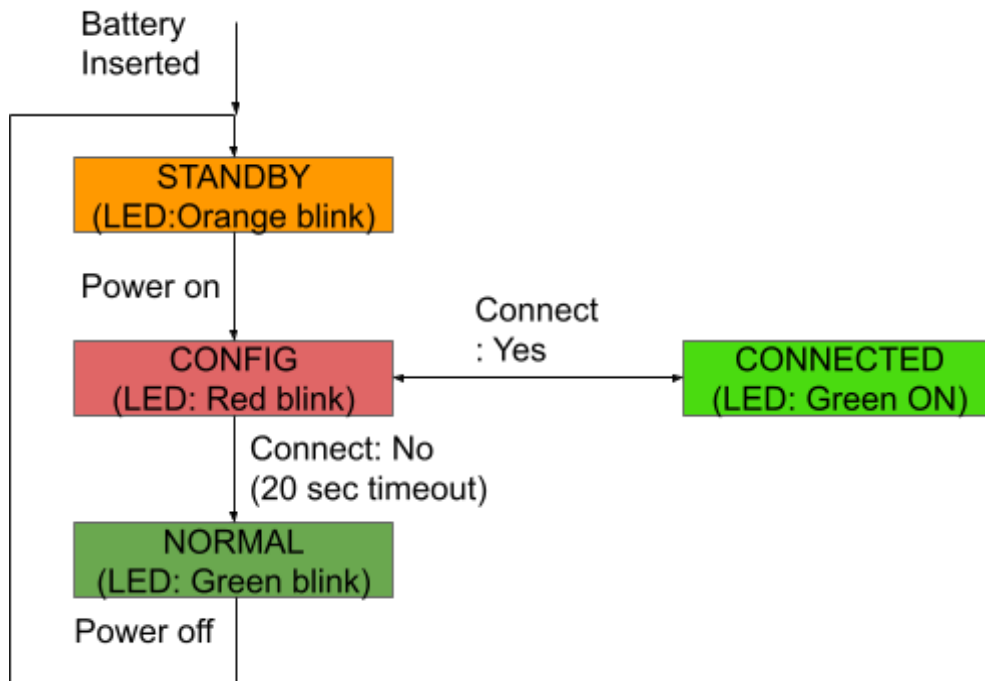 Battery
Inserted
STANDBY
(LED:Orange blink)
Power on
Connect
: Yes
CONFIG
(LED: Red blink)
CONNECTED
(LED: Green ON)
Connect: No
(20 sec timeout)
NORMAL
(LED: Green blink)
Power off